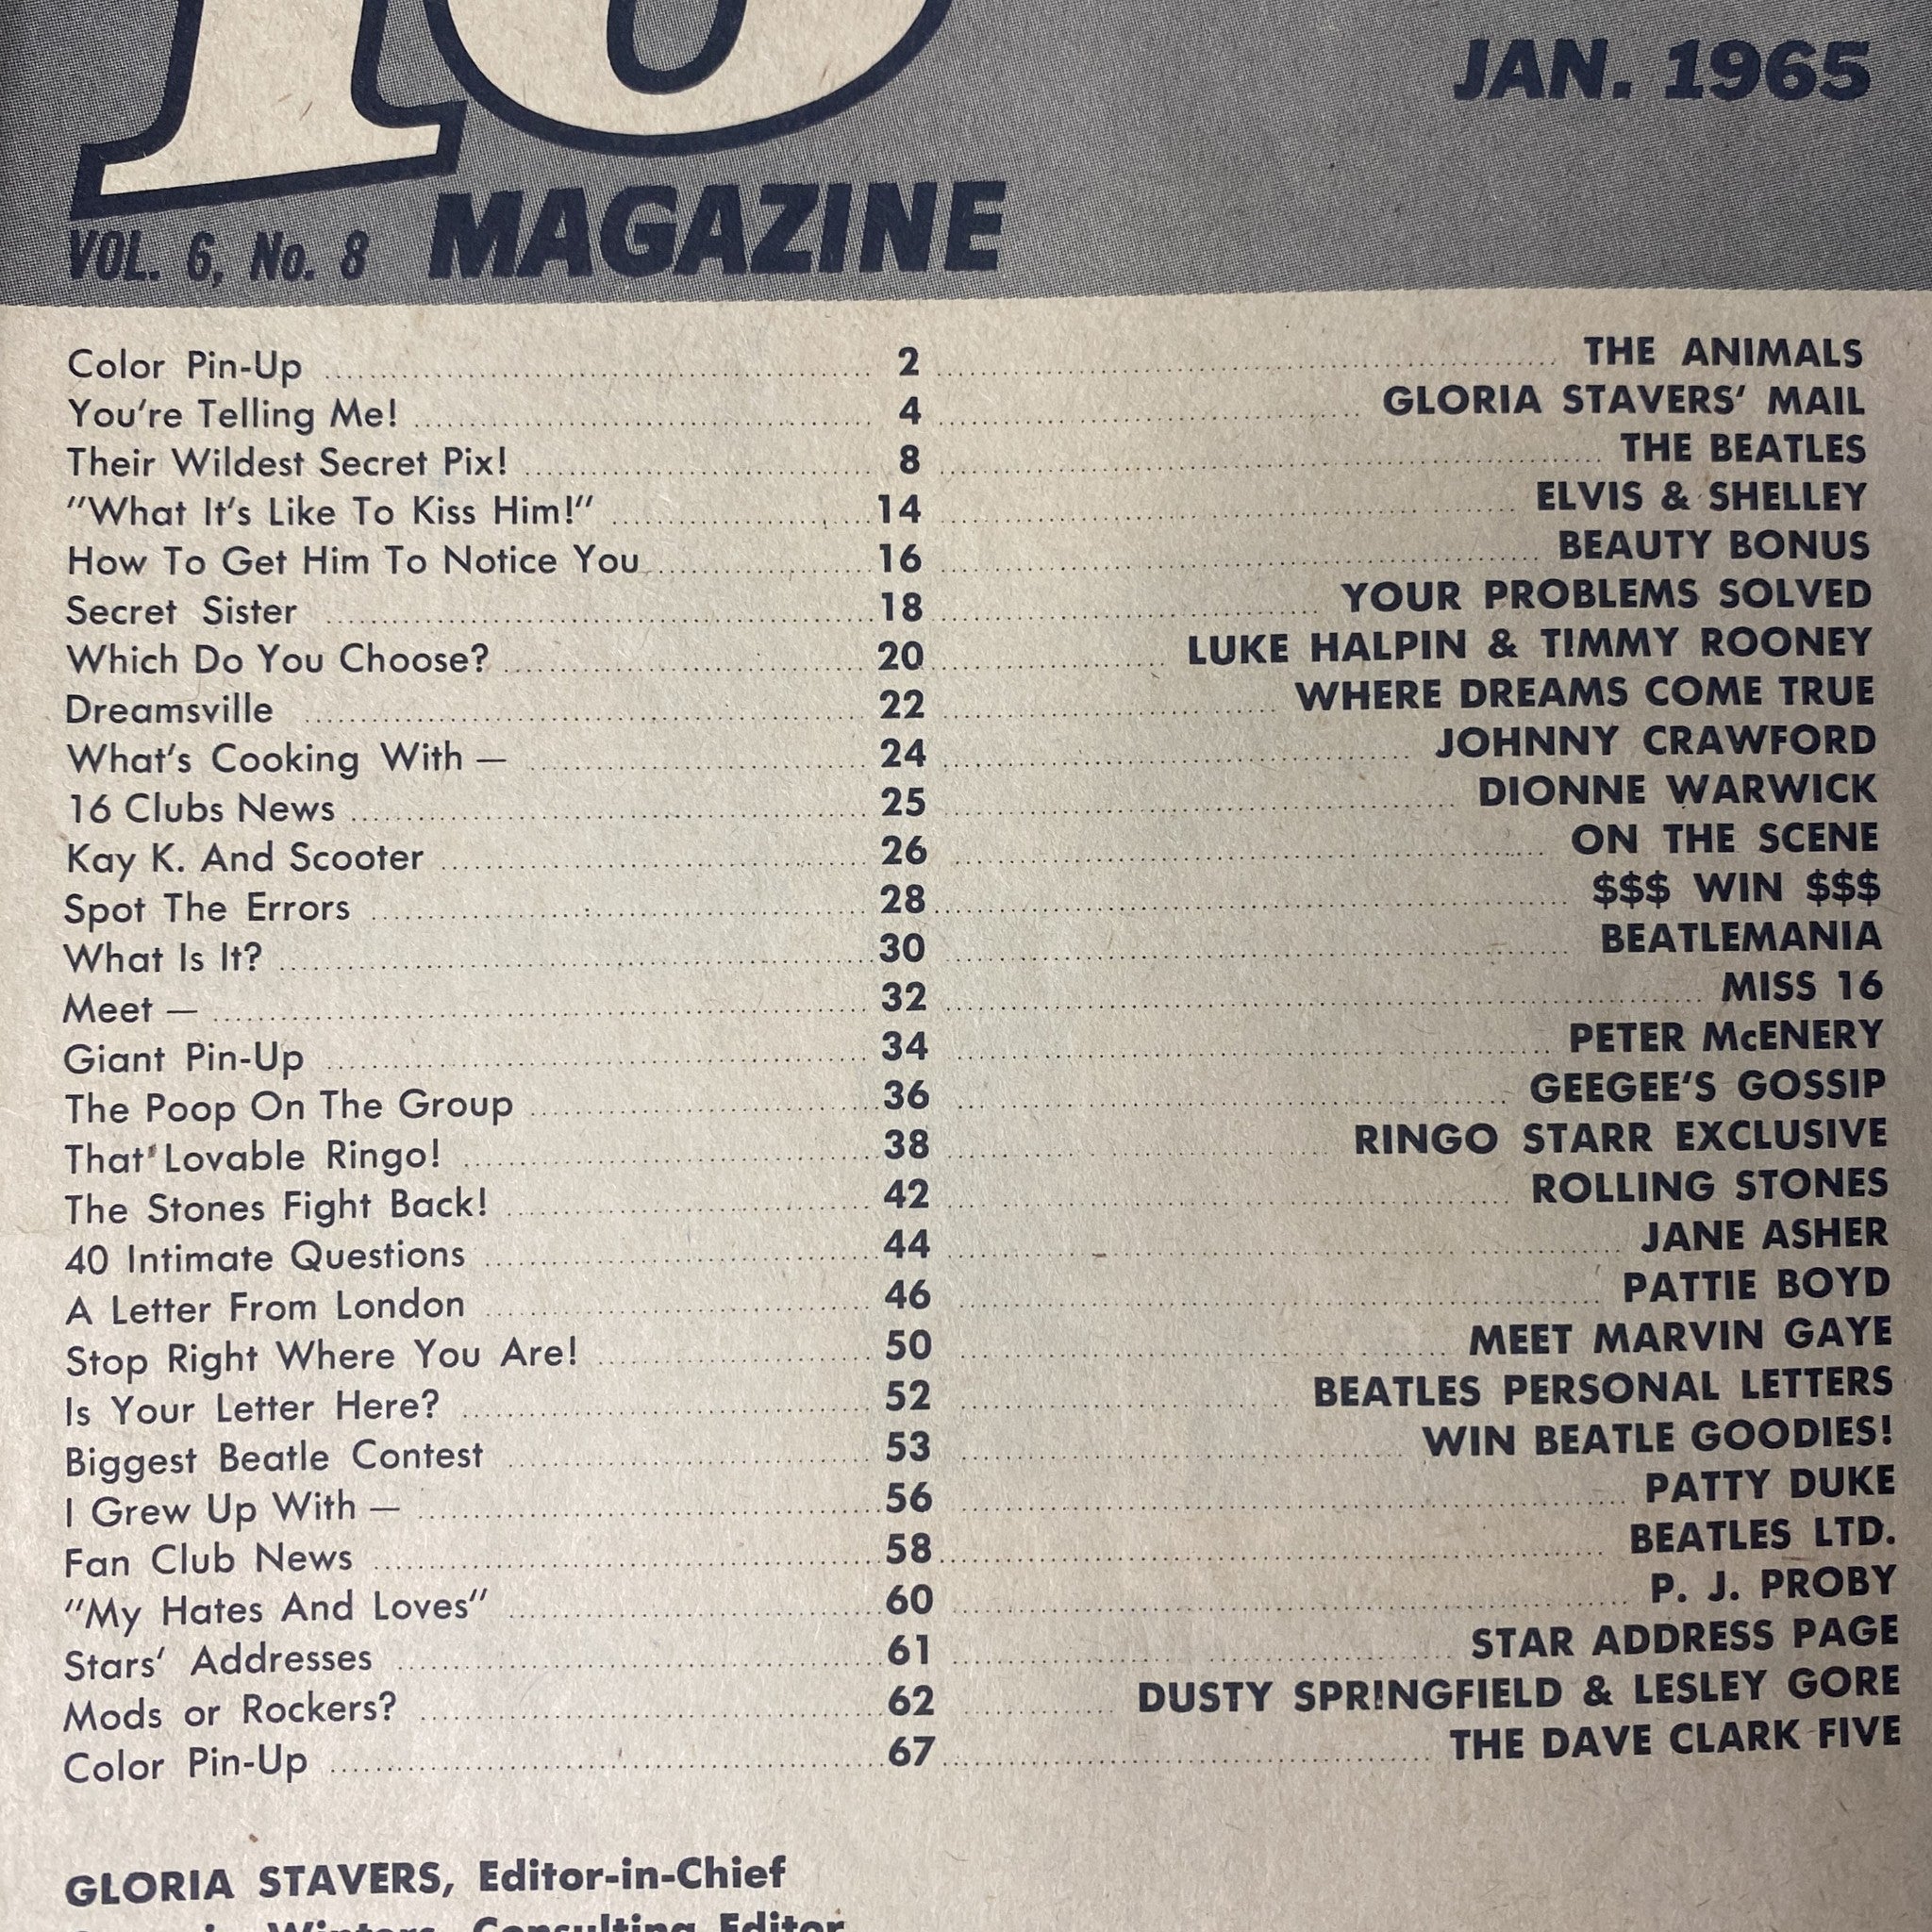 16
JAN. 1965
VOL. 6, No. 8 MAGAZINE
Color Pin-Up 2 THE ANIMALS
You're Telling Me! 4 GLORIA STAVERS' MAIL
Their Wildest Secret Pix! 8 THE BEATLES
"What It's Like To Kiss Him!" 14 ELVIS & SHELLEY
How To Get Him To Notice You 16 BEAUTY BONUS
Secret Sister 18 YOUR PROBLEMS SOLVED
Which Do You Choose? 20 LUKE HALPIN & TIMMY ROONEY
Dreamsville 22 WHERE DREAMS COME TRUE
What's Cooking With — 24 JOHNNY CRAWFORD
16 Clubs News 25 DIONNE WARWICK
Kay K. And Scooter 26 ON THE SCENE
Spot The Errors 28 $$$ WIN $$$
What Is It? 30 BEATLEMANIA
Meet — 32 MISS 16
Giant Pin-Up 34 PETER McENERY
The Poop On The Group 36 GEEGEE'S GOSSIP
That Lovable Ringo! 38 RINGO STARR EXCLUSIVE
The Stones Fight Back! 42 ROLLING STONES
40 Intimate Questions 44 JANE ASHER
A Letter From London 46 PATTIE BOYD
Stop Right Where You Are! 50 MEET MARVIN GAYE
Is Your Letter Here? 52 BEATLES PERSONAL LETTERS
Biggest Beatle Contest 53 WIN BEATLE GOODIES!
I Grew Up With — 56 PATTY DUKE
Fan Club News 58 BEATLES LTD.
"My Hates And Loves" 60 P. J. PROBY
Stars' Addresses 61 STAR ADDRESS PAGE
Mods or Rockers? 62 DUSTY SPRINGFIELD & LESLEY GORE
Color Pin-Up 67 THE DAVE CLARK FIVE
GLORIA STAVERS, Editor-in-Chief
Winters, Consulting Editor